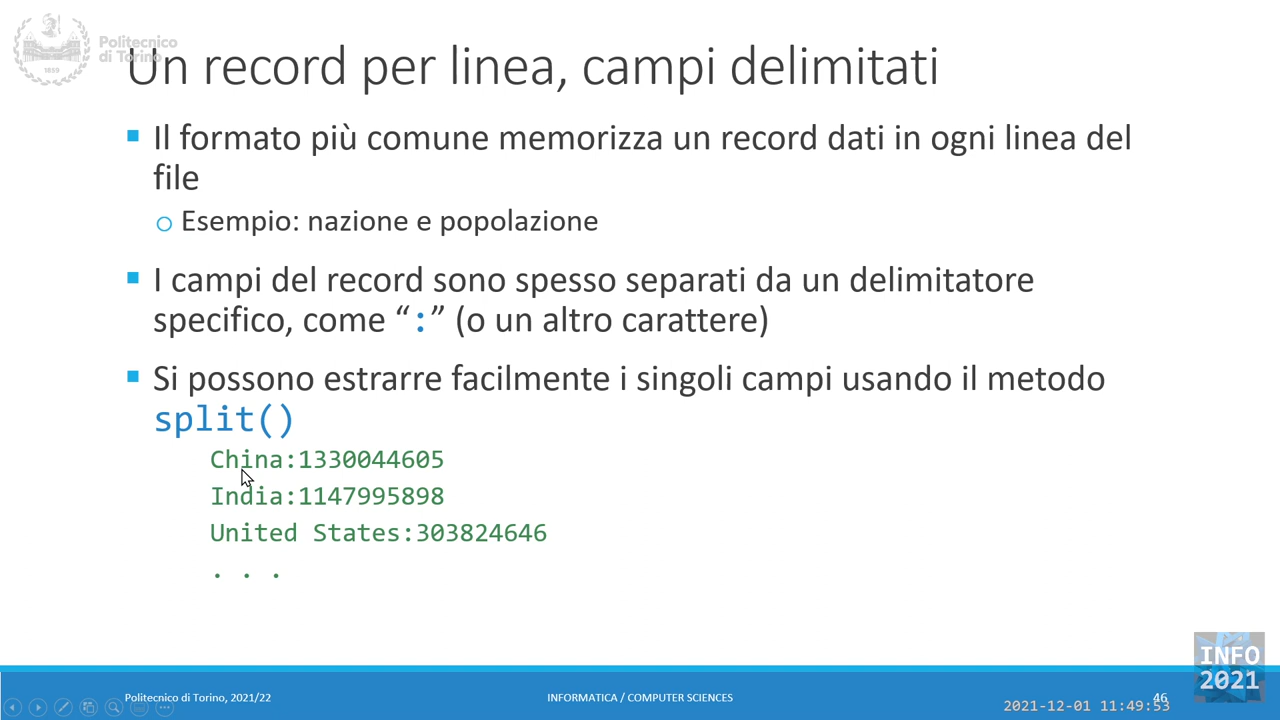 Politecnico
di Torino
1859
Un record per linea, campi delimitati
Il formato più comune memorizza un record dati in ogni linea del
file
Esempio: nazione e popolazione
I campi del record sono spesso separati da un delimitatore
specifico, come “:” (o un altro carattere)
Si possono estrarre facilmente i singoli campi usando il metodo
split()
China:1330044605
India:1147995898
United States:303824646
. . .
INFO
2021
Politecnico di Torino, 2021/22
INFORMATICA / COMPUTER SCIENCES
46
2021-12-01 11:49:53